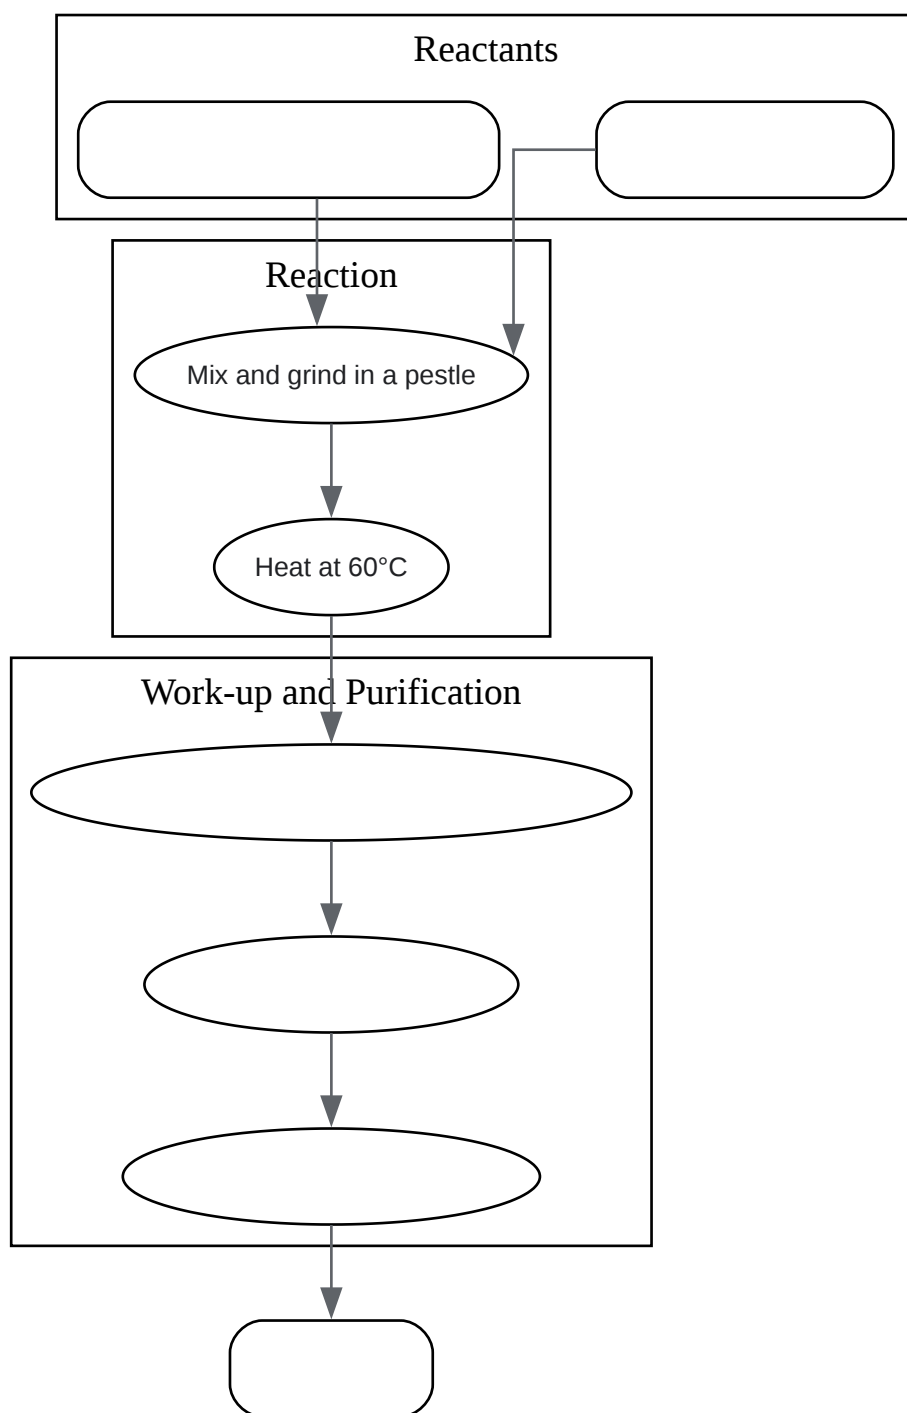 Reactants
Reaction
Mix and grind in a pestle
Heat at 60°C
Work-up and Purification